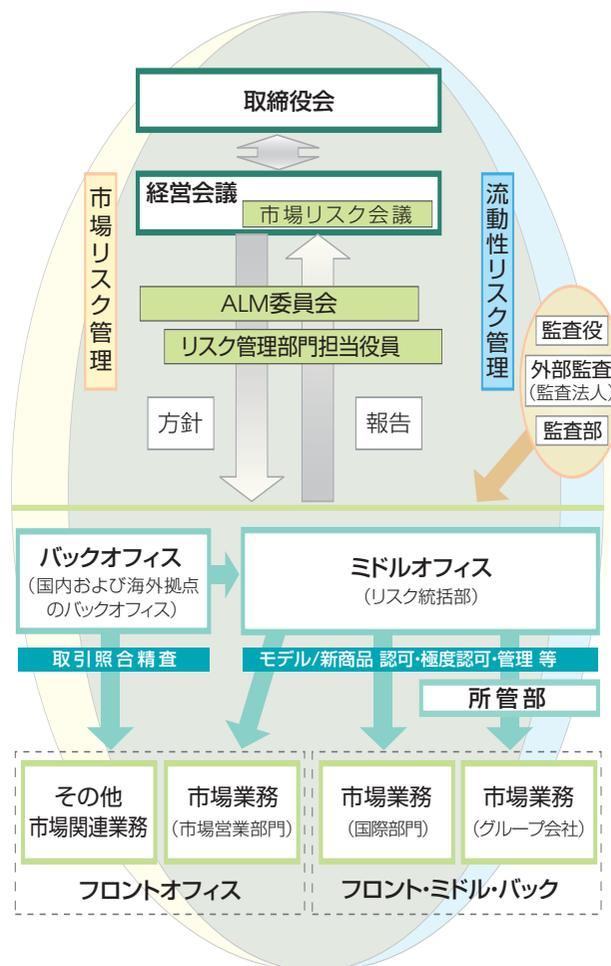 取締役会
経営会議
市場リスク会議
市場リスク管理
流動性リスク管理
ALM委員会
リスク管理部門担当役員
監査役
外部監査
(監査法人)
監査部
方針
報告
バックオフィス
(国内および海外拠点
のバックオフィス)
ミドルオフィス
(リスク統括部)
取引照合精査
モデル/新商品 認可・極度認可・管理 等
所管部
その他
市場関連業務
市場業務
(市場営業部門)
市場業務
(国際部門)
市場業務
(グループ会社)
フロントオフィス
フロント・ミドル・バック